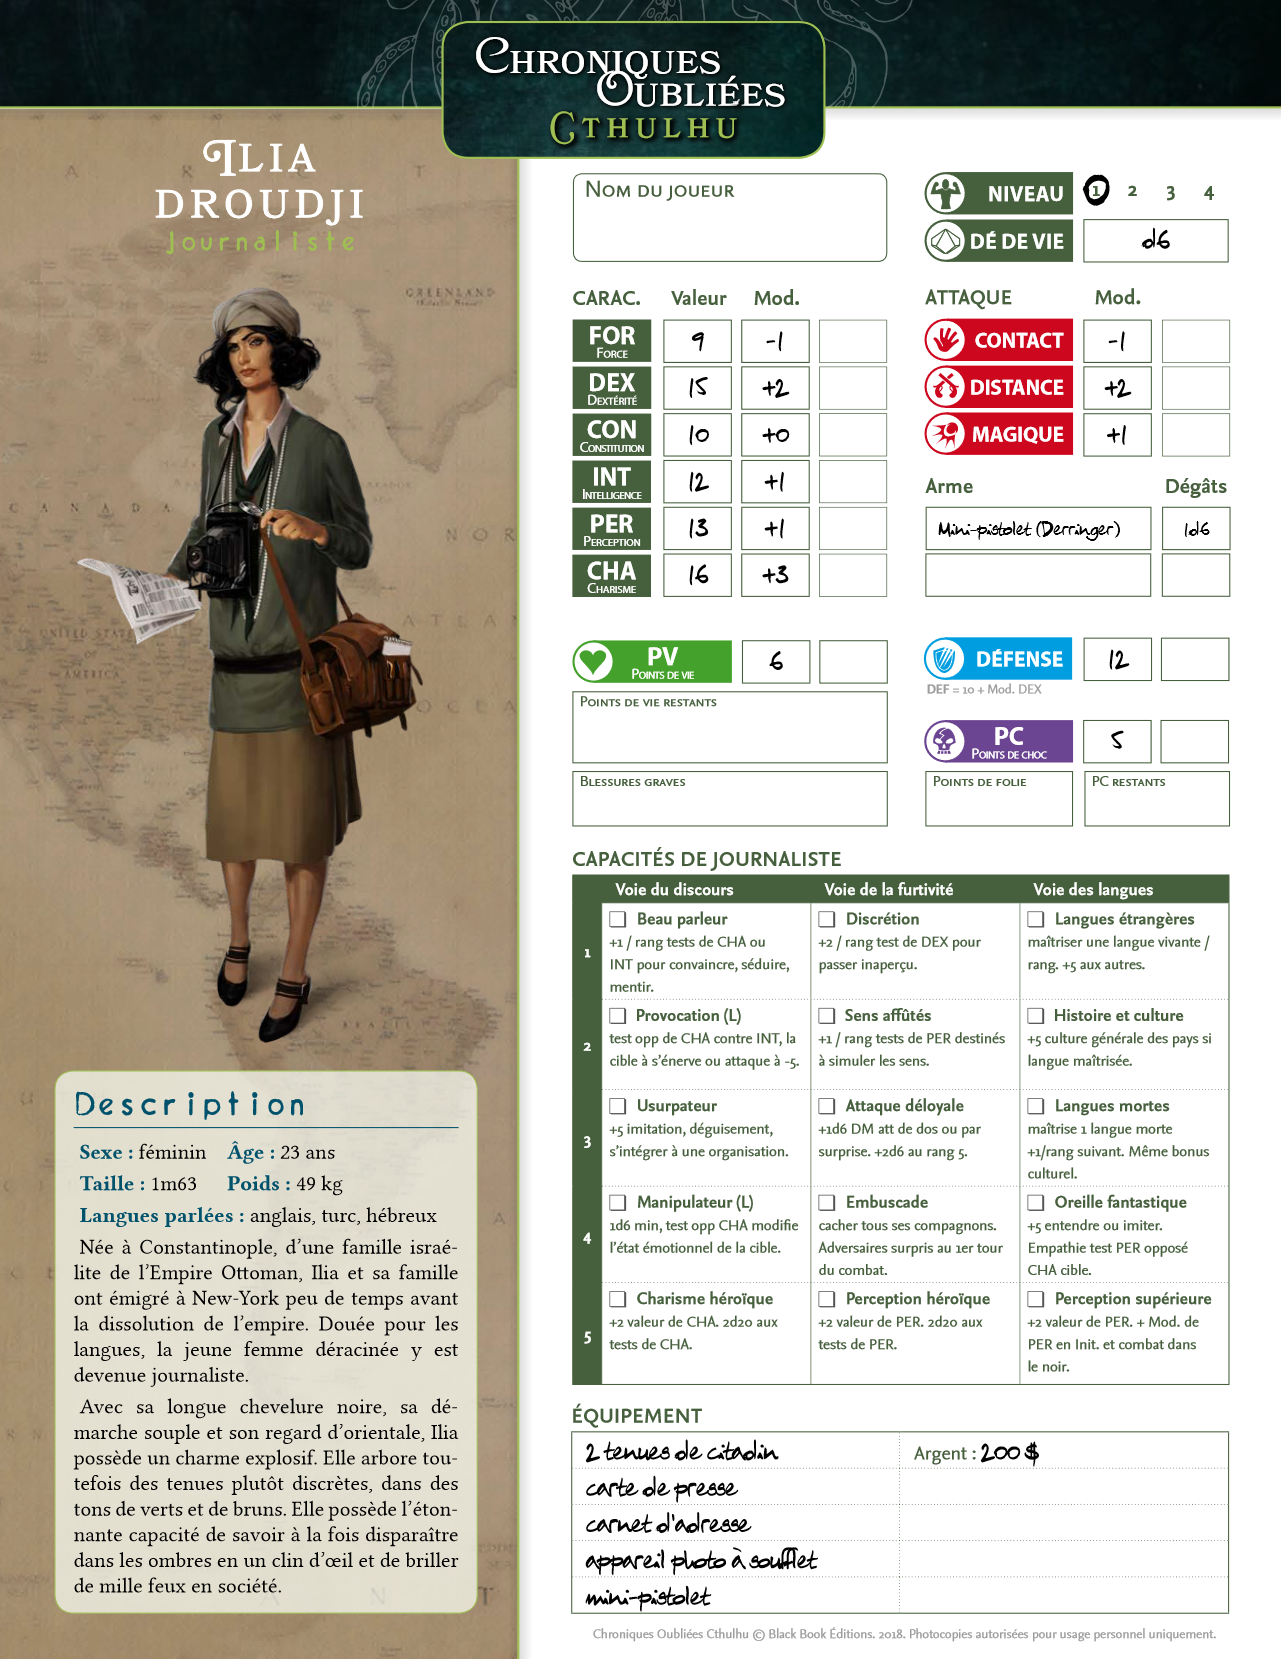 CHRONIQUES
OUBLIÉES
CTHULHU
ILIA
DROUDJI
Journaliste
GREENLAND
CANADA
NOR
UNITED STATES
AMERICA
ATLA
OCEA
BRAZIL
Description
Sexe : féminin Âge : 23 ans
Taille : 1m63 Poids : 49 kg
Langues parlées : anglais, turc, hébreux
Née à Constantinople, d’une famille israé-
lite de l’Empire Ottoman, Ilia et sa famille
ont émigré à New-York peu de temps avant
la dissolution de l’empire. Douée pour les
langues, la jeune femme déracinée y est
devenue journaliste.
Avec sa longue chevelure noire, sa dé-
marche souple et son regard d’orientale, Ilia
possède un charme explosif. Elle arbore tou-
tefois des tenues plutôt discrètes, dans des
tons de verts et de bruns. Elle possède l’éton-
nante capacité de savoir à la fois disparaître
dans les ombres en un clin d’œil et de briller
de mille feux en société.
NOM DU JOUEUR
NIVEAU 1 2 3 4
DÉ DE VIE d6
CARAC. Valeur Mod.
FOR 9 -1
FORCE
DEX 15 +2
DEXTÉRITÉ
CON 10 +0
CONSTITUTION
INT 12 +1
INTELLIGENCE
PER 13 +1
PERCEPTION
CHA 16 +3
CHARISME
ATTAQUE Mod.
CONTACT -1
DISTANCE +2
MAGIQUE +1
Arme Dégâts
Mini-pistolet (Derringer) 1d6
PV 6
POINTS DE VIE
POINTS DE VIE RESTANTS
BLESSURES GRAVES
DÉFENSE 12
DEF = 10 + Mod. DEX
PC 5
POINTS DE CHOC
POINTS DE FOLIE PC RESTANTS
CAPACITÉS DE JOURNALISTE
Voie du discours Voie de la furtivité Voie des langues
1
Beau parleur
+1 / rang tests de CHA ou
INT pour convaincre, séduire,
mentir.
Discrétion
+2 / rang test de DEX pour
passer inaperçu.
Langues étrangères
maîtriser une langue vivante /
rang. +5 aux autres.
2
Provocation (L)
test opp de CHA contre INT, la
cible à s’énerve ou attaque à -5.
Sens affûtés
+1 / rang tests de PER destinés
à simuler les sens.
Histoire et culture
+5 culture générale des pays si
langue maîtrisée.
3
Usurpateur
+5 imitation, déguisement,
s’intégrer à une organisation.
Attaque déloyale
+1d6 DM att de dos ou par
surprise. +2d6 au rang 5.
Langues mortes
maîtrise 1 langue morte
+1/rang suivant. Même bonus
culturel.
4
Manipulateur (L)
1d6 min, test opp CHA modifie
l’état émotionnel de la cible.
Embuscade
cacher tous ses compagnons.
Adversaires surpris au 1er tour
du combat.
Oreille fantastique
+5 entendre ou imiter.
Empathie test PER opposé
CHA cible.
5
Charisme héroïque
+2 valeur de CHA. 2d20 aux
tests de CHA.
Perception héroïque
+2 valeur de PER. 2d20 aux
tests de PER.
Perception supérieure
+2 valeur de PER. + Mod. de
PER en Init. et combat dans
le noir.
ÉQUIPEMENT
2 tenues de citadin
carte de presse
carnet d'adresse
appareil photo à soufflet
mini-pistolet
Argent : 200 $
Chroniques Oubliées Cthulhu © Black Book Éditions. 2018. Photocopies autorisées pour usage personnel uniquement.